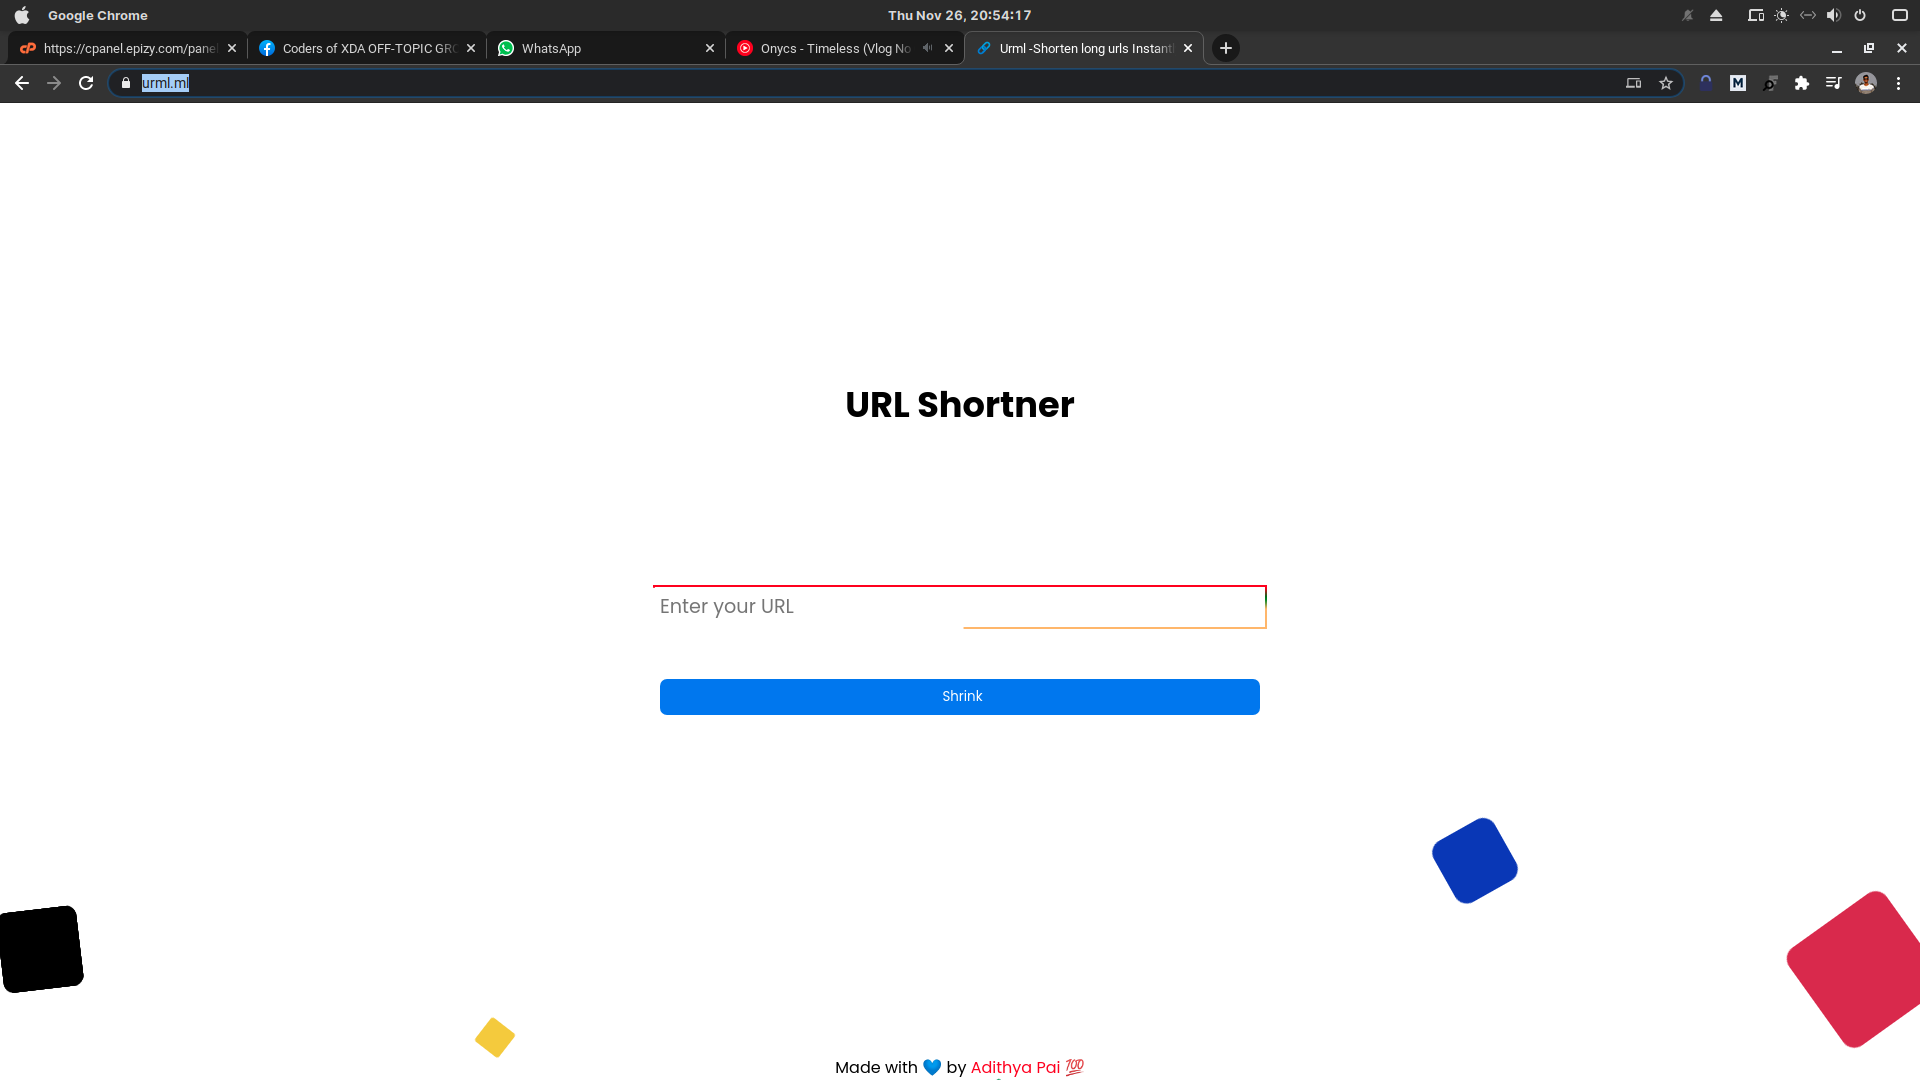 Google Chrome
Thu Nov 26, 20:54:17
https://cpanel.epizy.com/panel
Coders of XDA OFF-TOPIC GRO
WhatsApp
Onycs - Timeless (Vlog No
Urml -Shorten long urls Instant
urml.ml
M
URL Shortner
Enter your URL
Shrink
Made with 💙 by Adithya Pai 💯